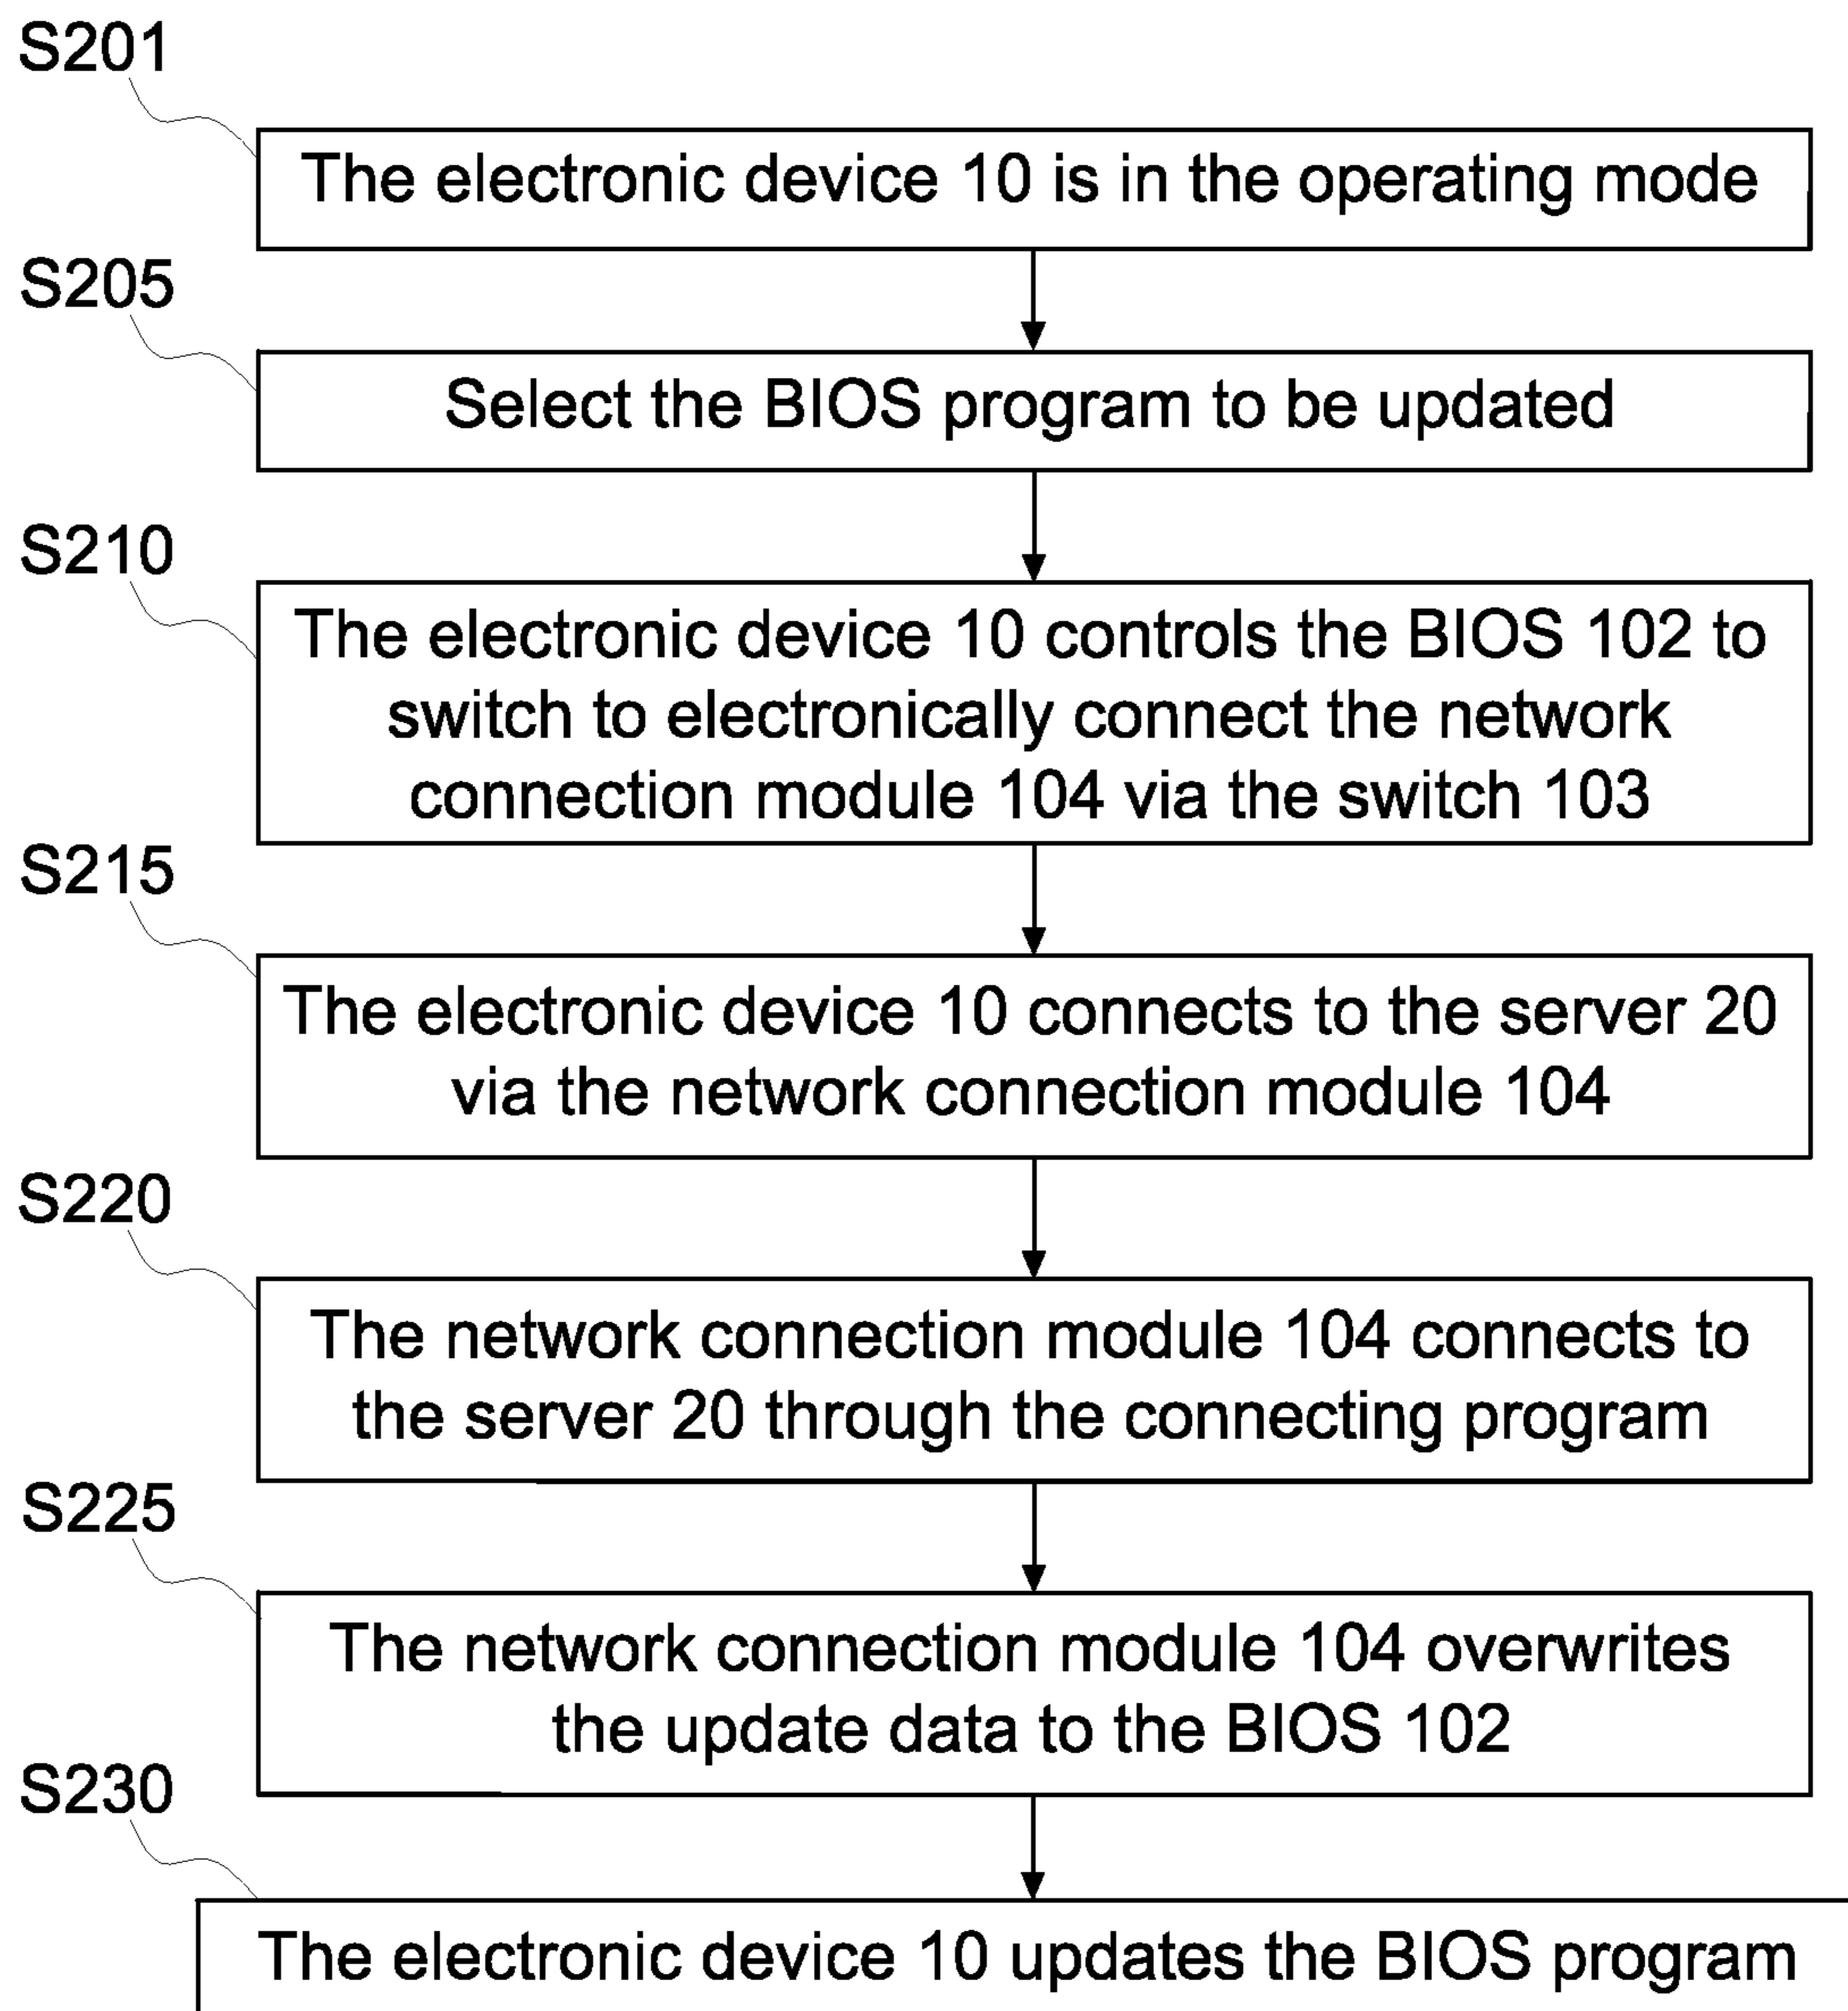 S201
The electronic device 10 is in the operating mode
S205
Select the BIOS program to be updated
S210
The electronic device 10 controls the BIOS 102 to
switch to electronically connect the network
connection module 104 via the switch 103
S215
The electronic device 10 connects to the server 20
via the network connection module 104
S220
The network connection module 104 connects to
the server 20 through the connecting program
S225
The network connection module 104 overwrites
the update data to the BIOS 102
S230
The electronic device 10 updates the BIOS program